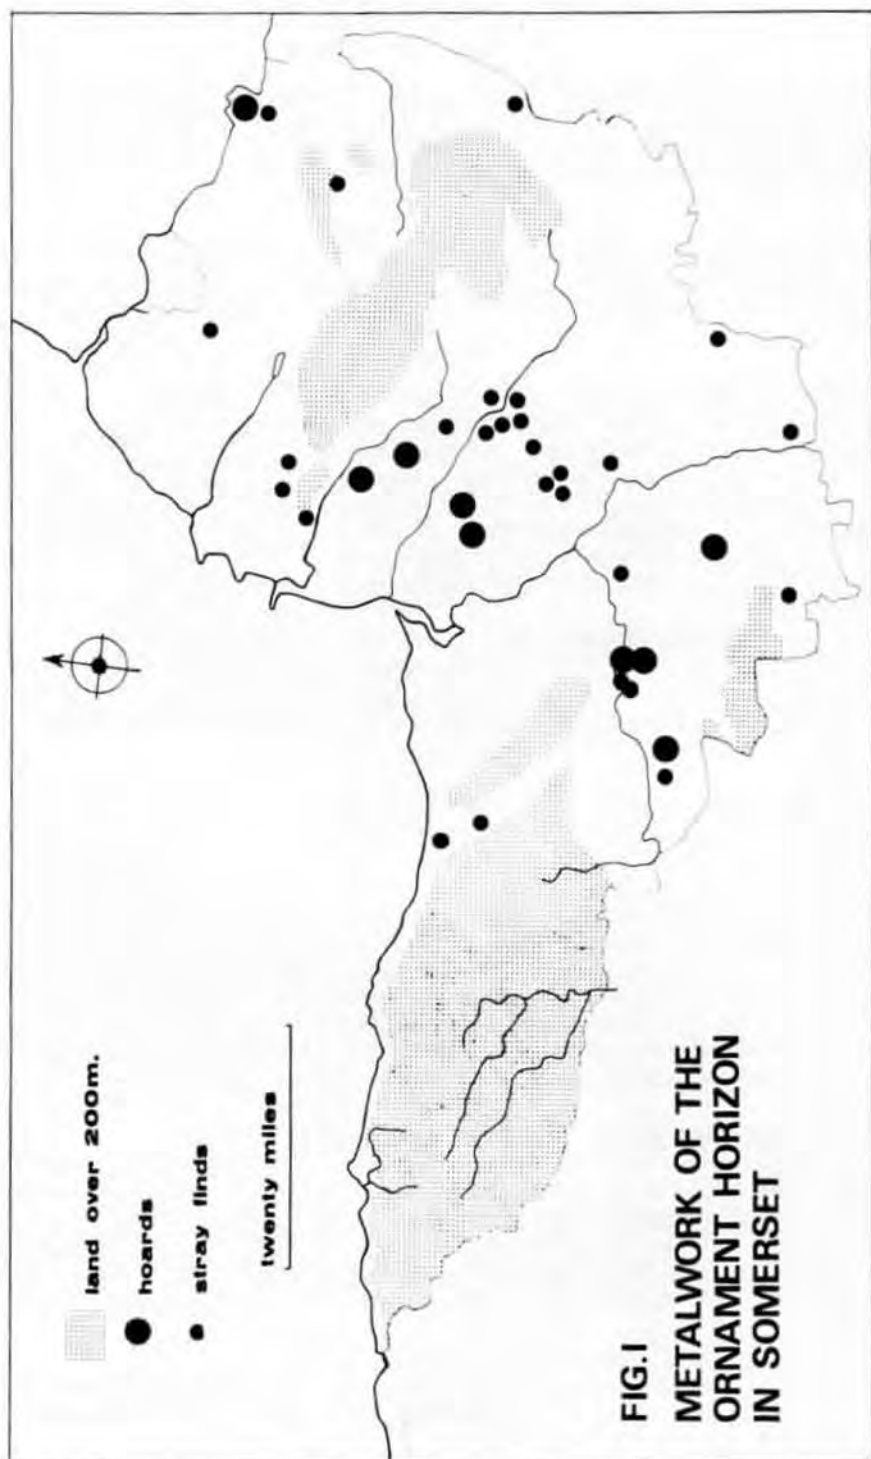 land over 200m.
hoards
stray finds
twenty miles
FIG.1
METALWORK OF THE
ORNAMENT HORIZON
IN SOMERSET